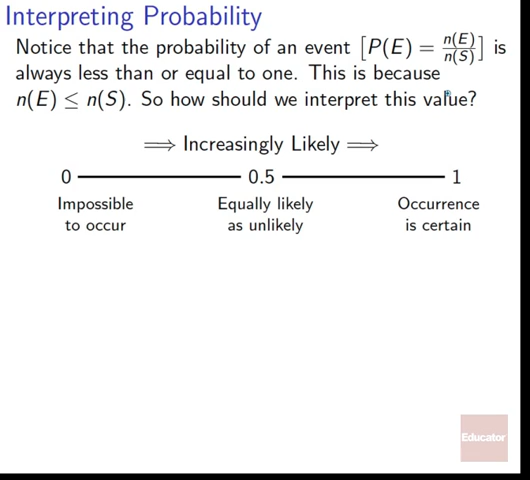 Interpreting Probability
Notice that the probability of an event [P(E) = n(E)/n(S)] is
always less than or equal to one. This is because
n(E) ≤ n(S). So how should we interpret this value?
⟹ Increasingly Likely ⟹
0 0.5 1
Impossible Equally likely Occurrence
to occur as unlikely is certain
Educator